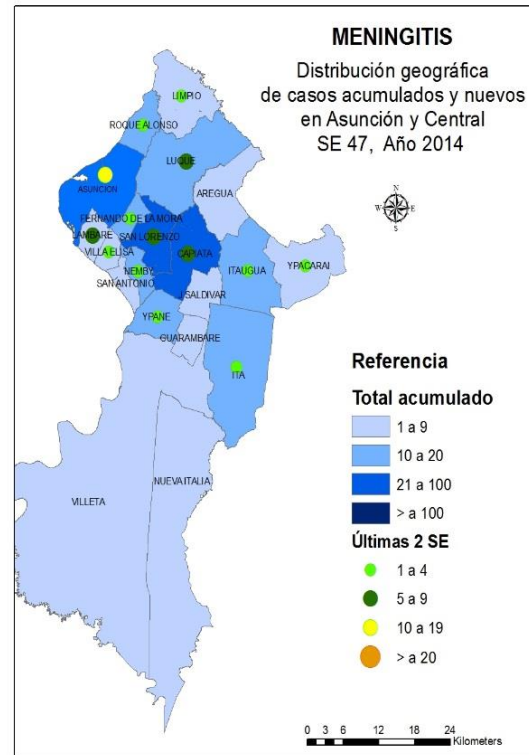 MENINGITIS
Distribución geográfica
de casos acumulados y nuevos
en Asunción y Central
SE 47, Año 2014
LIMPIO
ROQUE ALONSO
LUQUE
ASUNCION
AREGUA
FERNANDO DE LA MORA
LAMBARE
SAN LORENZO
VILLA ELISA
CAPIATA
ITAUGUA
YPACARAI
NEMBY
SAN ANTONIO
SALDIVAR
YPANE
GUARAMBARE
ITA
VILLETA
NUEVA ITALIA
N
W
E
S
Referencia
Total acumulado
1 a 9
10 a 20
21 a 100
> a 100
Últimas 2 SE
1 a 4
5 a 9
10 a 19
> a 20
0 3 6 12 18 24
Kilometers